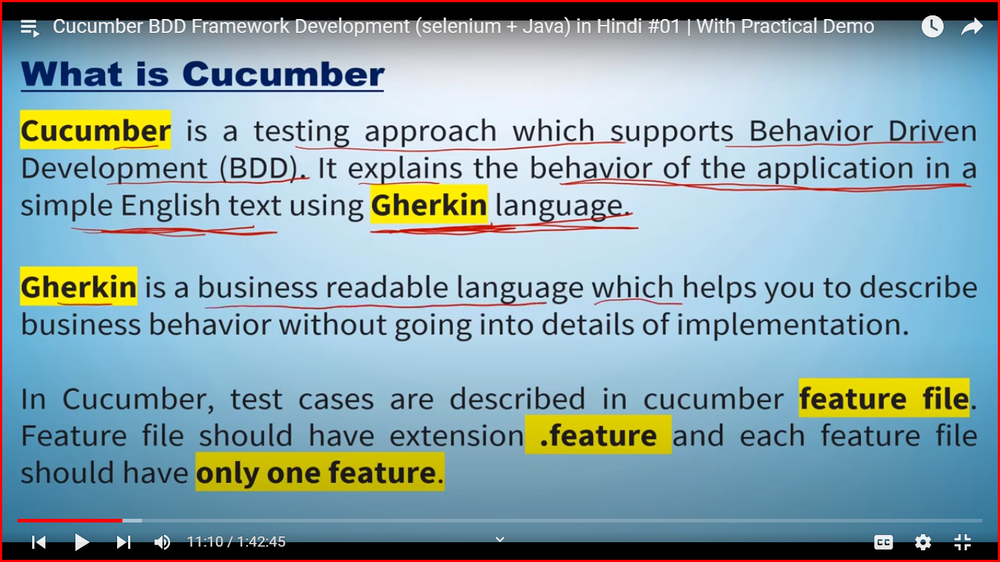 Cucumber BDD Framework Development (selenium + Java) in Hindi #01 | With Practical Demo
What is Cucumber
Cucumber is a testing approach which supports Behavior Driven
Development (BDD). It explains the behavior of the application in a
simple English text using Gherkin language.
Gherkin is a business readable language which helps you to describe
business behavior without going into details of implementation.
In Cucumber, test cases are described in cucumber feature file.
Feature file should have extension .feature and each feature file
should have only one feature.
11:10 / 1:42:45
CC